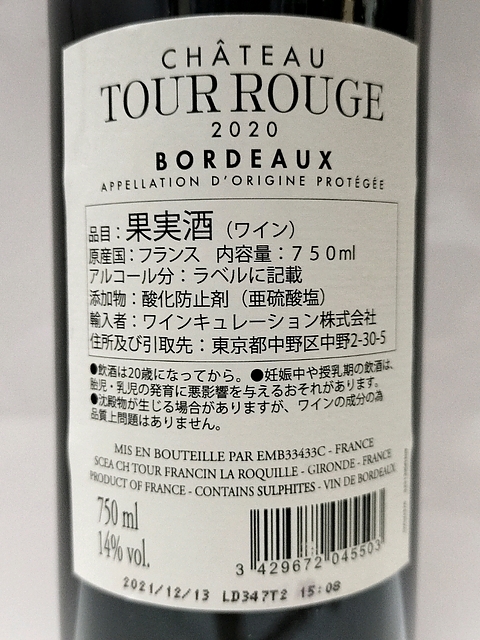 CHÂTEAU
TOUR ROUGE
2020
BORDEAUX
APPELLATION D'ORIGINE PROTÉGÉE
品目：果実酒（ワイン）
原産国：フランス 内容量：７５０ml
アルコール分：ラベルに記載
添加物：酸化防止剤（亜硫酸塩）
輸入者：ワインキュレーション株式会社
住所及び引取先：東京都中野区中野2-30-5
●飲酒は20歳になってから。●妊娠中や授乳期の飲酒は、
胎児・乳児の発育に悪影響を与えるおそれがあります。
●沈殿物が生じる場合がありますが、ワインの成分の為
品質上問題はありません。
MIS EN BOUTEILLE PAR EMB33433C - FRANCE
SCEA CH TOUR FRANCIN LA ROQUILLE - GIRONDE - FRANCE
PRODUCT OF FRANCE - CONTAINS SULPHITES - VIN DE BORDEAUX
750 ml
14% vol.
3 429672 045503
2021/12/13 LD347T2 15:08